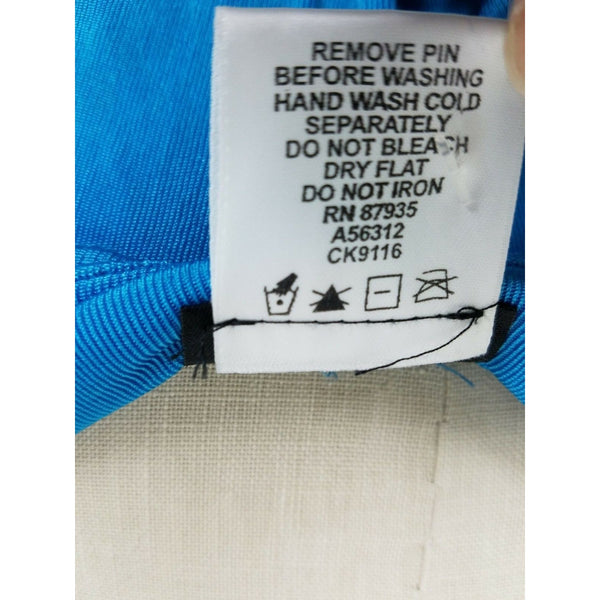 REMOVE PIN
BEFORE WASHING
HAND WASH COLD
SEPARATELY
DO NOT BLEACH
DRY FLAT
DO NOT IRON
RN 87935
A56312
CK9116